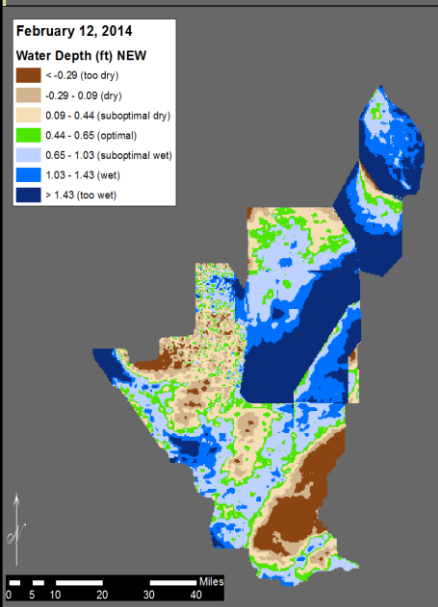 February 12, 2014
Water Depth (ft) NEW
< -0.29 (too dry)
-0.29 - 0.09 (dry)
0.09 - 0.44 (suboptimal dry)
0.44 - 0.65 (optimal)
0.65 - 1.03 (suboptimal wet)
1.03 - 1.43 (wet)
> 1.43 (too wet)
N
Miles
0 5 10 20 30 40